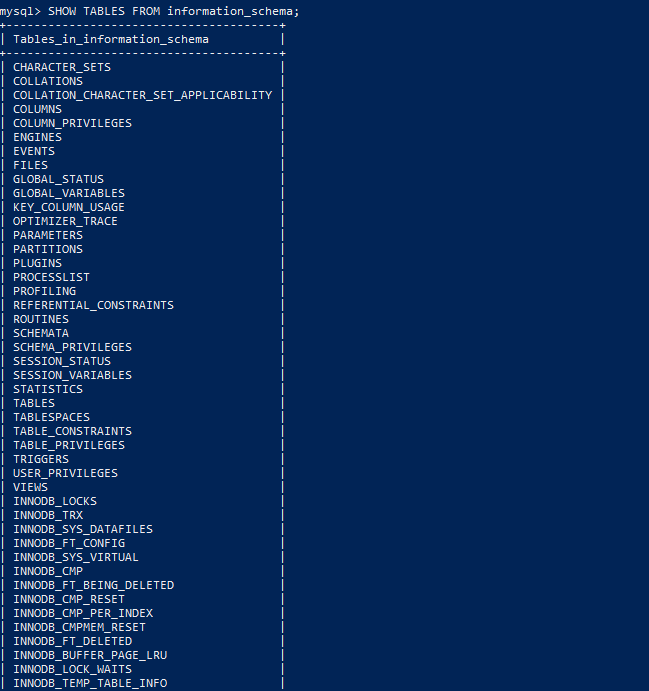 mysql> SHOW TABLES FROM information_schema;
+---------------------------------------+
| Tables_in_information_schema          |
+---------------------------------------+
| CHARACTER_SETS                        |
| COLLATIONS                            |
| COLLATION_CHARACTER_SET_APPLICABILITY |
| COLUMNS                               |
| COLUMN_PRIVILEGES                     |
| ENGINES                               |
| EVENTS                                |
| FILES                                 |
| GLOBAL_STATUS                         |
| GLOBAL_VARIABLES                      |
| KEY_COLUMN_USAGE                      |
| OPTIMIZER_TRACE                       |
| PARAMETERS                            |
| PARTITIONS                            |
| PLUGINS                               |
| PROCESSLIST                           |
| PROFILING                             |
| REFERENTIAL_CONSTRAINTS               |
| ROUTINES                              |
| SCHEMATA                              |
| SCHEMA_PRIVILEGES                     |
| SESSION_STATUS                        |
| SESSION_VARIABLES                     |
| STATISTICS                            |
| TABLES                                |
| TABLESPACES                           |
| TABLE_CONSTRAINTS                     |
| TABLE_PRIVILEGES                      |
| TRIGGERS                              |
| USER_PRIVILEGES                       |
| VIEWS                                 |
| INNODB_LOCKS                          |
| INNODB_TRX                            |
| INNODB_SYS_DATAFILES                  |
| INNODB_FT_CONFIG                      |
| INNODB_SYS_VIRTUAL                    |
| INNODB_CMP                            |
| INNODB_FT_BEING_DELETED               |
| INNODB_CMP_RESET                      |
| INNODB_CMP_PER_INDEX                  |
| INNODB_CMPMEM_RESET                   |
| INNODB_FT_DELETED                     |
| INNODB_BUFFER_PAGE_LRU                |
| INNODB_LOCK_WAITS                     |
| INNODB_TEMP_TABLE_INFO                |